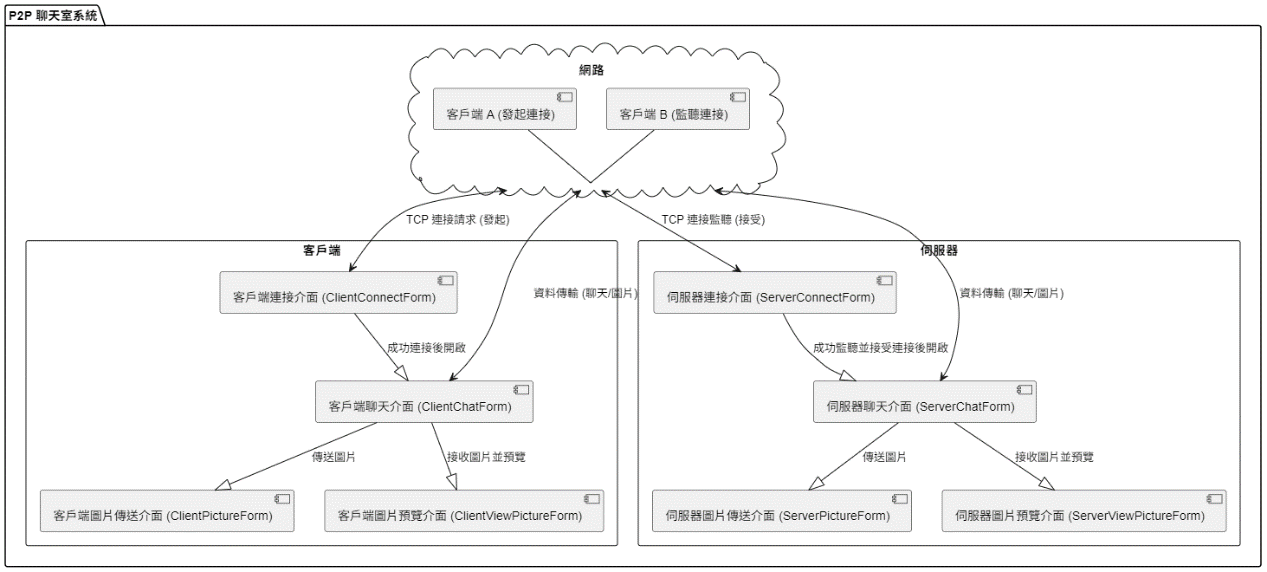 P2P 聊天室系統
網路
客戶端 A (發起連接)
客戶端 B (監聽連接)
TCP 連接請求 (發起)
TCP 連接監聽 (接受)
客戶端
伺服器
客戶端連接介面 (ClientConnectForm)
資料傳輸 (聊天/圖片)
伺服器連接介面 (ServerConnectForm)
資料傳輸 (聊天/圖片)
成功連接後開啟
成功監聽並接受連接後開啟
客戶端聊天介面 (ClientChatForm)
伺服器聊天介面 (ServerChatForm)
傳送圖片
接收圖片並預覽
傳送圖片
接收圖片並預覽
客戶端圖片傳送介面 (ClientPictureForm)
客戶端圖片預覽介面 (ClientViewPictureForm)
伺服器圖片傳送介面 (ServerPictureForm)
伺服器圖片預覽介面 (ServerViewPictureForm)